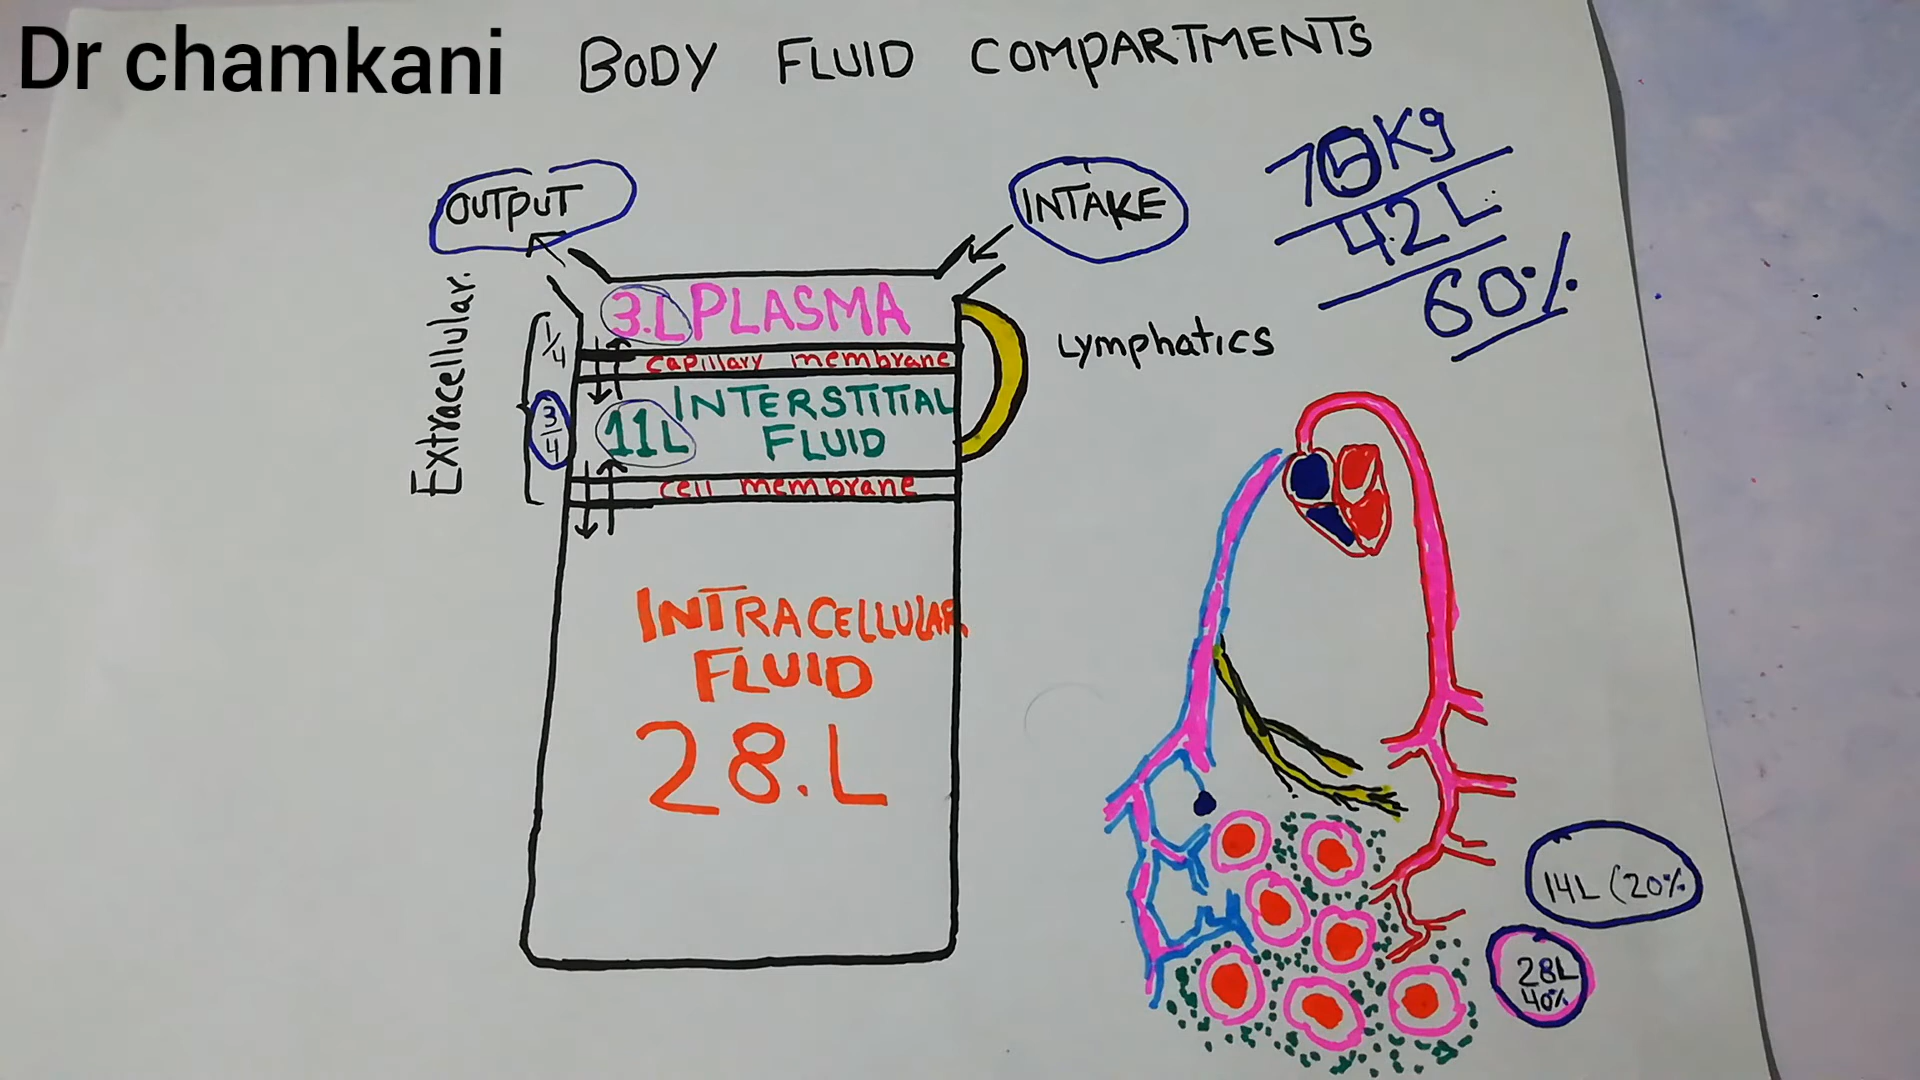 Dr chamkani
BODY FLUID COMPARTMENTS
OUTPUT
INTAKE
Kg
42L
60%
Extracellular.
1/4
3/4
3.L PLASMA
capillary membrane
11L INTERSTITIAL
FLUID
cell membrane
Lymphatics
INTRACELLULAR
FLUID
28.L
14L (20%
28L
40%